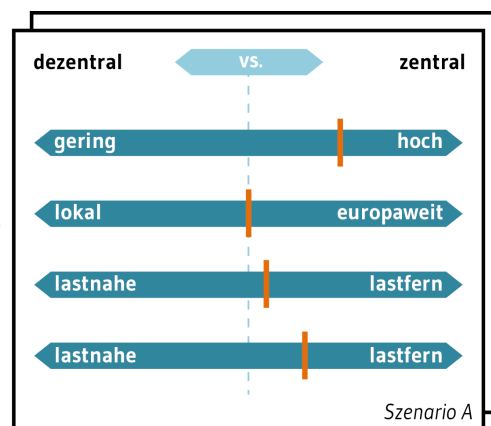 dezentral vs. zentral
gering hoch
lokal europaweit
lastnahe lastfern
lastnahe lastfern
Szenario A